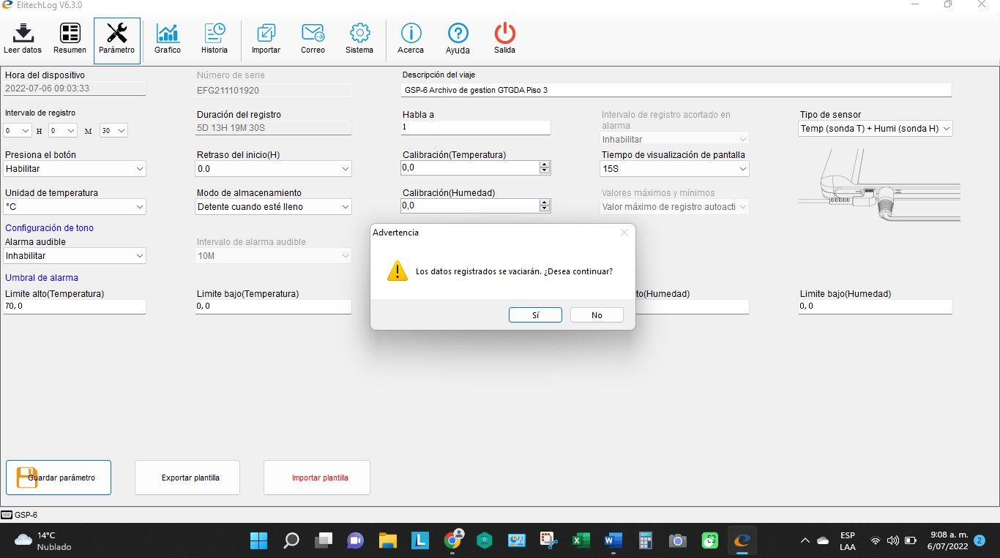 ElitechLog V6.3.0
Leer datos
Resumen
Parámetro
Grafico
Historia
Importar
Correo
Sistema
Acerca
Ayuda
Salida
Hora del dispositivo
2022-07-06 09:03:33
Número de serie
EFG211101920
Descripción del viaje
GSP-6 Archivo de gestion GTGDA Piso 3
Intervalo de registro
0 H 0 M 30
Duración del registro
5D 13H 19M 30S
Habla a
1
Intervalo de registro acortado en
alarma
Inhabilitar
Tipo de sensor
Temp (sonda T) + Humi (sonda H)
Presiona el botón
Habilitar
Retraso del inicio(H)
0.0
Calibración(Temperatura)
0,0
Tiempo de visualización de pantalla
15S
Unidad de temperatura
°C
Modo de almacenamiento
Detente cuando esté lleno
Calibración(Humedad)
0,0
Valores máximos y mínimos
Valor máximo de registro autoacti
Configuración de tono
Alarma audible
Inhabilitar
Intervalo de alarma audible
10M
Umbral de alarma
Limite alto(Temperatura)
70, 0
Limite bajo(Temperatura)
0, 0
to(Humedad)
Limite bajo(Humedad)
0, 0
Advertencia
Los datos registrados se vaciarán. ¿Desea continuar?
Sí
No
Guardar parámetro
Exportar plantilla
Importar plantilla
GSP-6
14°C
Nublado
ESP
LAA
9:08 a. m.
6/07/2022
2